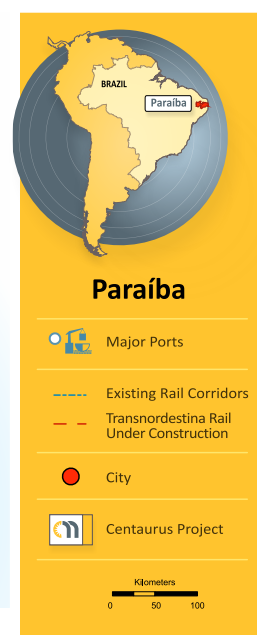 BRAZIL
Paraíba
Paraíba
Major Ports
Existing Rail Corridors
Transnordestina Rail
Under Construction
City
Centaurus Project
Kilometers
0 50 100